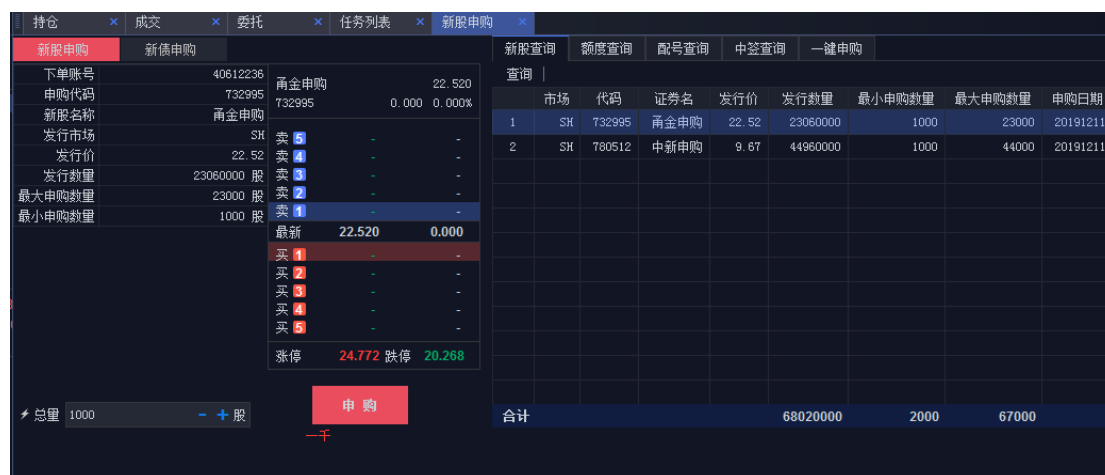 持仓 × 成交 × 委托 × 任务列表 × 新股申购 ×
新股申购 新债申购
下单账号 40612236
申购代码 732995
新股名称 甬金申购
发行市场 SH
发行价 22.52
发行数量 23060000 股
最大申购数量 23000 股
最小申购数量 1000 股
甬金申购 22.520
732995 0.000 0.000%
卖 5 - -
卖 4 - -
卖 3 - -
卖 2 - -
卖 1 - -
最新 22.520 0.000
买 1 - -
买 2 - -
买 3 - -
买 4 - -
买 5 - -
涨停 24.772 跌停 20.268
总量 1000 - + 股
申 购
一千
新股查询 额度查询 配号查询 中签查询 一键申购
查询
市场 代码 证券名 发行价 发行数量 最小申购数量 最大申购数量 申购日期
1 SH 732995 甬金申购 22.52 23060000 1000 23000 20191211
2 SH 780512 中新申购 9.67 44960000 1000 44000 20191211
合计 68020000 2000 67000